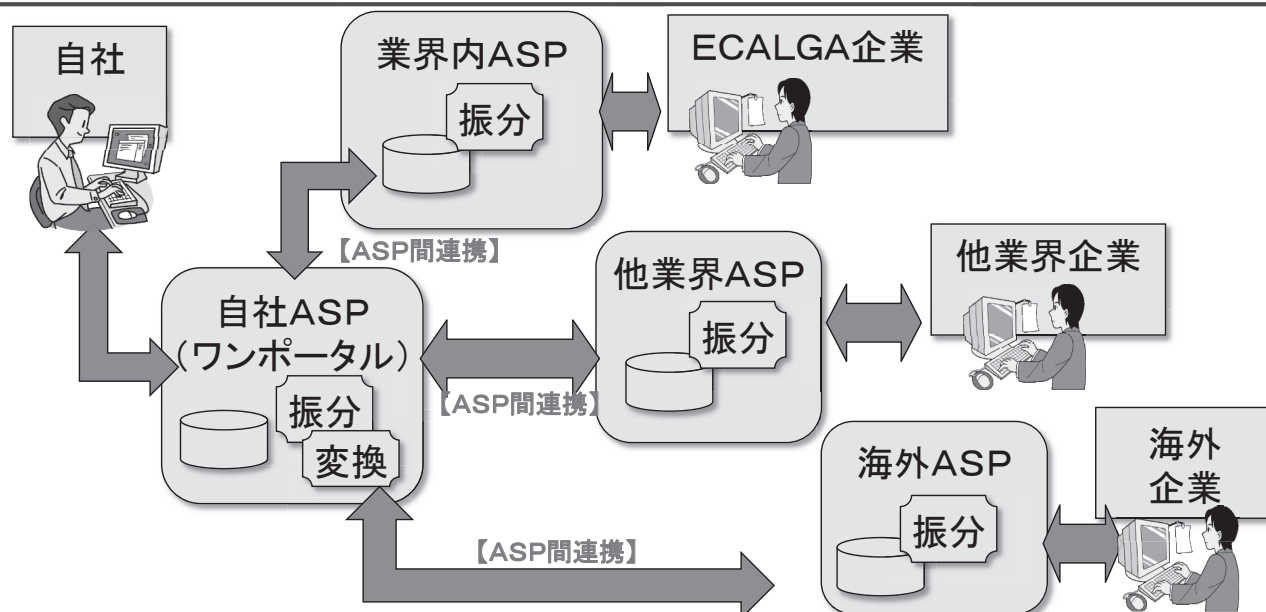 自社
業界内ASP
振分
ECALGA企業
【ASP間連携】
自社ASP
(ワンポータル)
振分
変換
【ASP間連携】
他業界ASP
振分
他業界企業
【ASP間連携】
海外ASP
振分
海外
企業